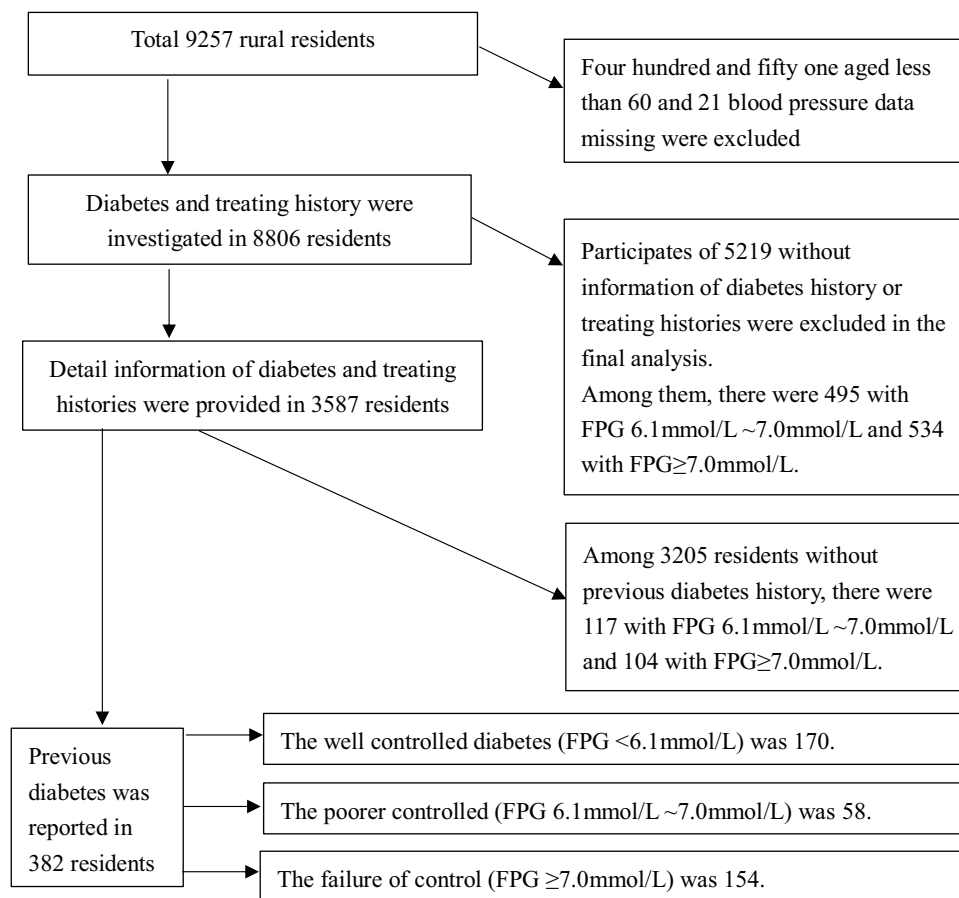 Total 9257 rural residents
Four hundred and fifty one aged less
than 60 and 21 blood pressure data
missing were excluded
Diabetes and treating history were
investigated in 8806 residents
Participates of 5219 without
information of diabetes history or
treating histories were excluded in the
final analysis.
Among them, there were 495 with
FPG 6.1mmol/L ~7.0mmol/L and 534
with FPG≥7.0mmol/L.
Detail information of diabetes and treating
histories were provided in 3587 residents
Among 3205 residents without
previous diabetes history, there were
117 with FPG 6.1mmol/L ~7.0mmol/L
and 104 with FPG≥7.0mmol/L.
Previous
diabetes was
reported in
382 residents
The well controlled diabetes (FPG <6.1mmol/L) was 170.
The poorer controlled (FPG 6.1mmol/L ~7.0mmol/L) was 58.
The failure of control (FPG ≥7.0mmol/L) was 154.